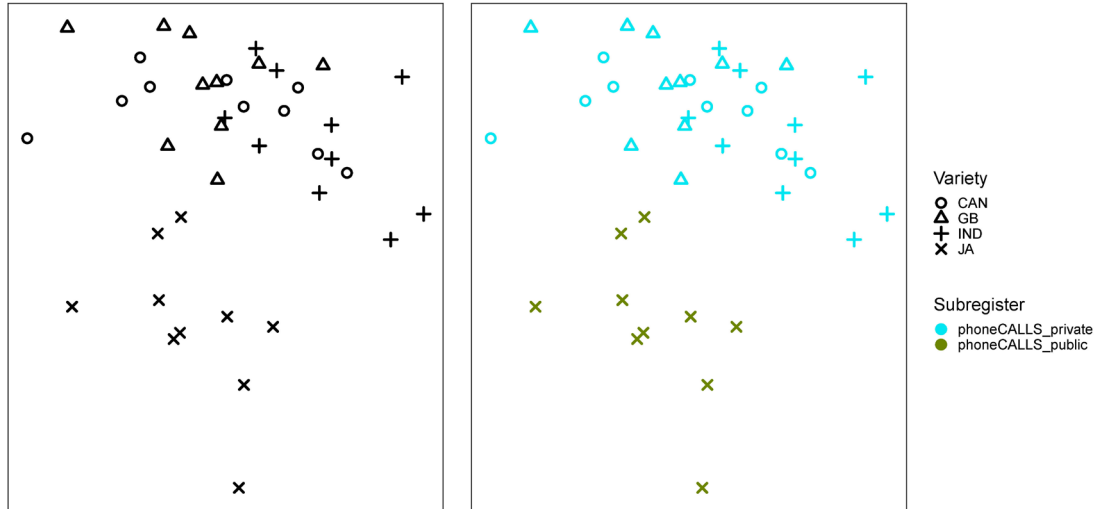 Variety
CAN
GB
IND
JA
Subregister
phoneCALLS_private
phoneCALLS_public